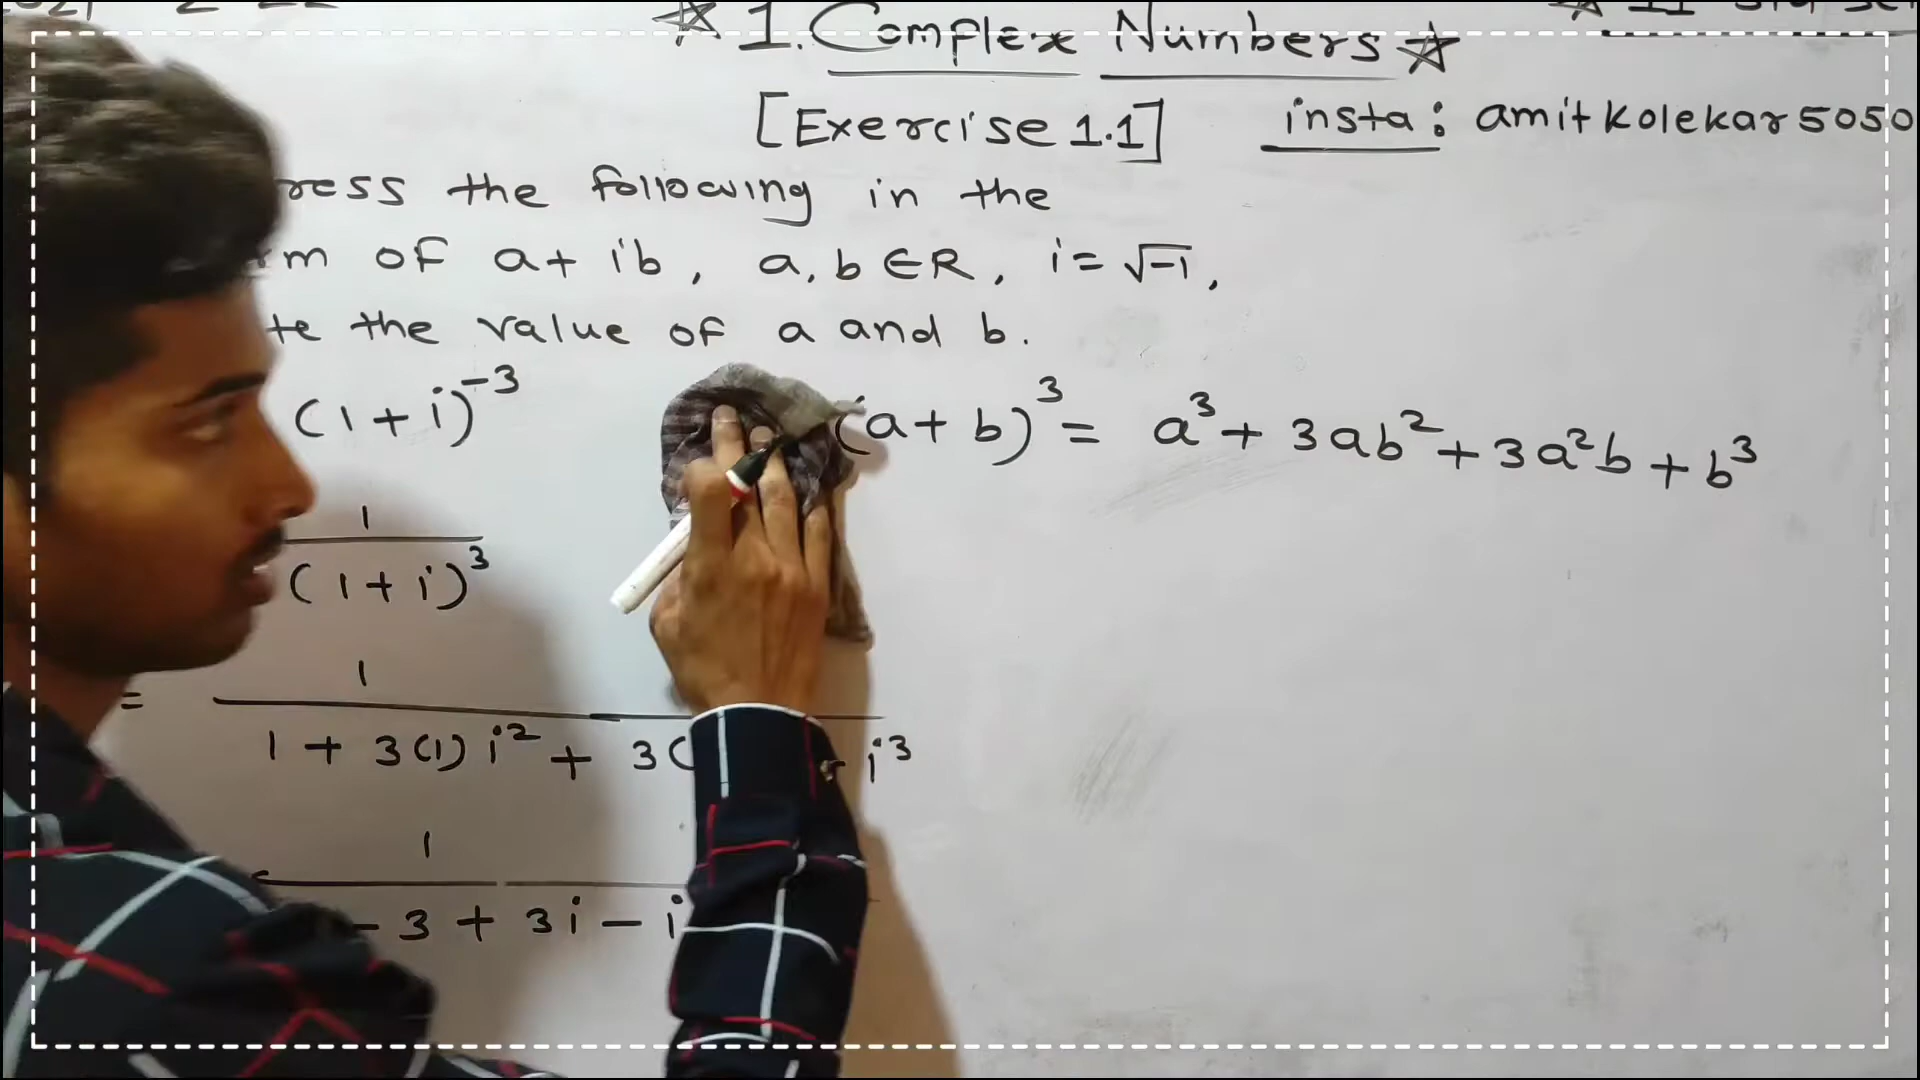 ☆ 1. Complex Numbers ☆
[Exercise 1.1] insta: amitkolekar5050
ress the following in the
rm of a + ib, a, b ∈ R, i = √-1,
te the value of a and b.
(1 + i)^-3
(a + b)^3 = a^3 + 3ab^2 + 3a^2b + b^3
1
(1 + i)^3
= 1
1 + 3(1) i^2 + 3( i^3
1
- 3 + 3i - i